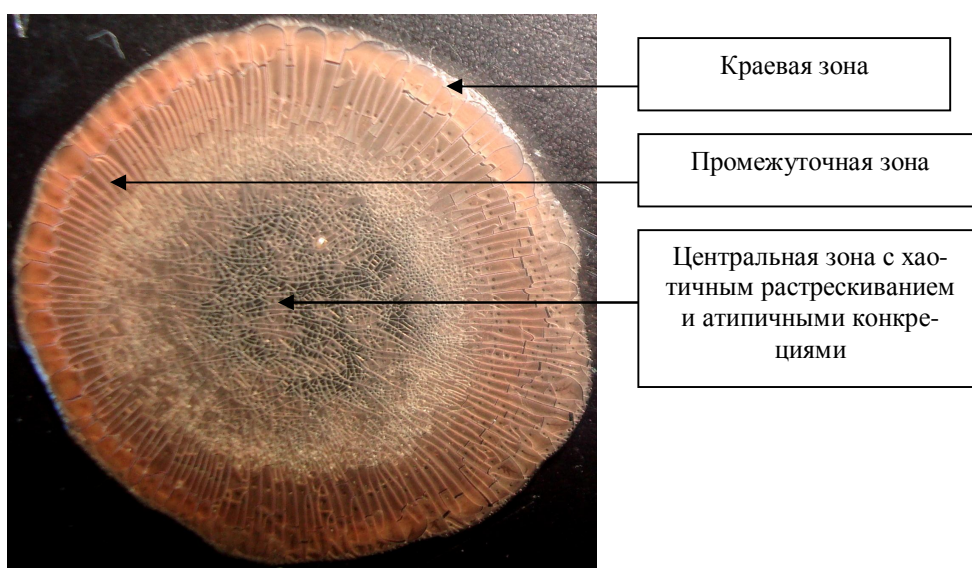 Краевая зона
Промежуточная зона
Центральная зона с хао-
тичным растрескиванием
и атипичными конкре-
циями